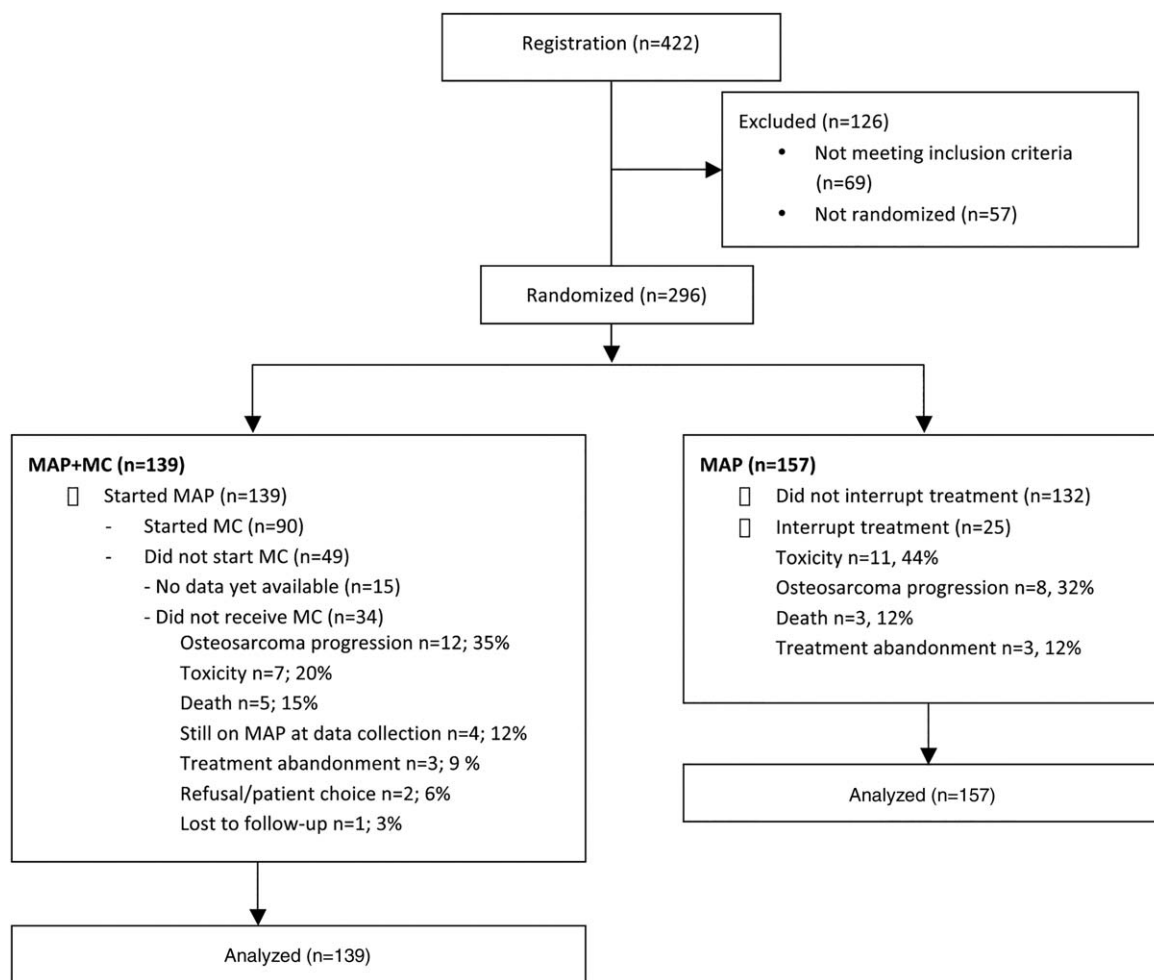 Registration (n=422)
Excluded (n=126)
• Not meeting inclusion criteria
(n=69)
• Not randomized (n=57)
Randomized (n=296)
MAP+MC (n=139)
Started MAP (n=139)
- Started MC (n=90)
- Did not start MC (n=49)
- No data yet available (n=15)
- Did not receive MC (n=34)
Osteosarcoma progression n=12; 35%
Toxicity n=7; 20%
Death n=5; 15%
Still on MAP at data collection n=4; 12%
Treatment abandonment n=3; 9 %
Refusal/patient choice n=2; 6%
Lost to follow-up n=1; 3%
Analyzed (n=139)
MAP (n=157)
Did not interrupt treatment (n=132)
Interrupt treatment (n=25)
Toxicity n=11, 44%
Osteosarcoma progression n=8, 32%
Death n=3, 12%
Treatment abandonment n=3, 12%
Analyzed (n=157)